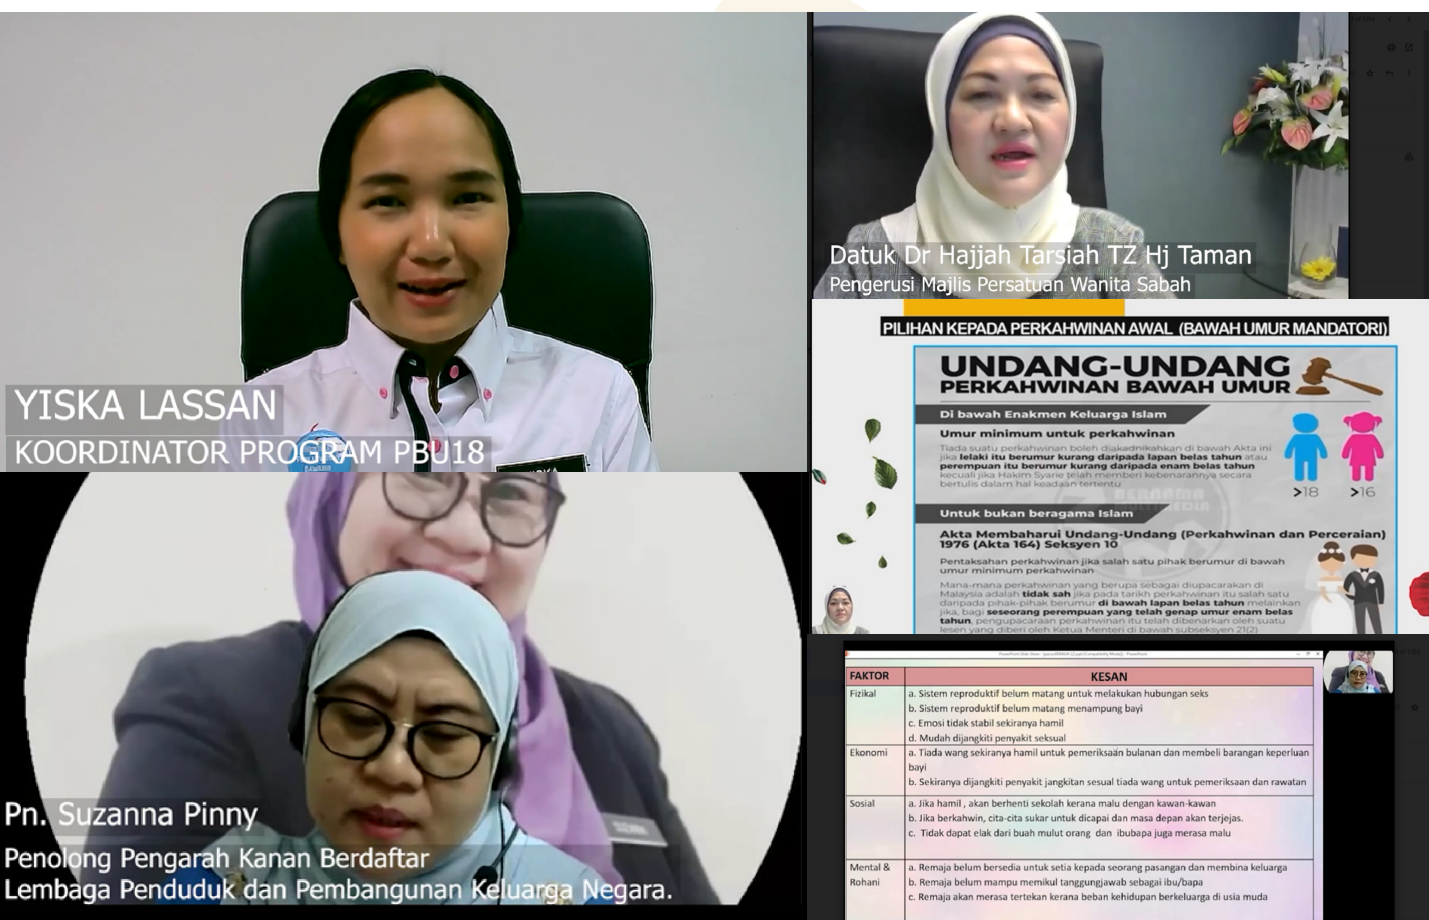 YISKA LASSAN
KOORDINATOR PROGRAM PBU18
Datuk Dr Hajjah Tarsiah TZ Hj Taman
Pengerusi Majlis Persatuan Wanita Sabah
PILIHAN KEPADA PERKAHWINAN AWAL (BAWAH UMUR MANDATORI)
UNDANG-UNDANG
PERKAHWINAN BAWAH UMUR
Di bawah Enakmen Keluarga Islam
Umur minimum untuk perkahwinan
Tiada suatu perkahwinan boleh diakadnikahkan di bawah Akta ini
jika lelaki itu berumur kurang daripada lapan belas tahun atau
perempuan itu berumur kurang daripada enam belas tahun
kecuali jika Hakim Syarie telah memberi kebenarannya secara
bertulis dalam hal keadaan tertentu
>18 >16
BERNAMA
Untuk bukan beragama Islam
Akta Membaharui Undang-Undang (Perkahwinan dan Perceraian)
1976 (Akta 164) Seksyen 10
Pentaksahan perkahwinan jika salah satu pihak berumur di bawah
umur minimum perkahwinan
Mana-mana perkahwinan yang berupa sebagai diupacarakan di
Malaysia adalah tidak sah jika pada tarikh perkahwinan itu salah satu
daripada pihak-pihak berumur di bawah lapan belas tahun melainkan
jika, bagi seseorang perempuan yang telah genap umur enam belas
tahun, pengupacaraan perkahwinan itu telah dibenarkan oleh suatu
lesen yang diberi oleh Ketua Menteri di bawah subseksyen 21(2)
Pn. Suzanna Pinny
Penolong Pengarah Kanan Berdaftar
Lembaga Penduduk dan Pembangunan Keluarga Negara.
FAKTOR KESAN
Fizikal a. Sistem reproduktif belum matang untuk melakukan hubungan seks
b. Sistem reproduktif belum matang menampung bayi
c. Emosi tidak stabil sekiranya hamil
d. Mudah dijangkiti penyakit seksual
Ekonomi a. Tiada wang sekiranya hamil untuk pemeriksaan bulanan dan membeli barangan keperluan
bayi
b. Sekiranya dijangkiti penyakit jangkitan sesual tiada wang untuk pemeriksaan dan rawatan
Sosial a. Jika hamil , akan berhenti sekolah kerana malu dengan kawan-kawan
b. Jika berkahwin, cita-cita sukar untuk dicapai dan masa depan akan terjejas.
c. Tidak dapat elak dari buah mulut orang dan ibubapa juga merasa malu
Mental & a. Remaja belum bersedia untuk setia kepada seorang pasangan dan membina keluarga
Rohani b. Remaja belum mampu memikul tanggungjawab sebagai ibu/bapa
c. Remaja akan merasa tertekan kerana beban kehidupan berkeluarga di usia muda